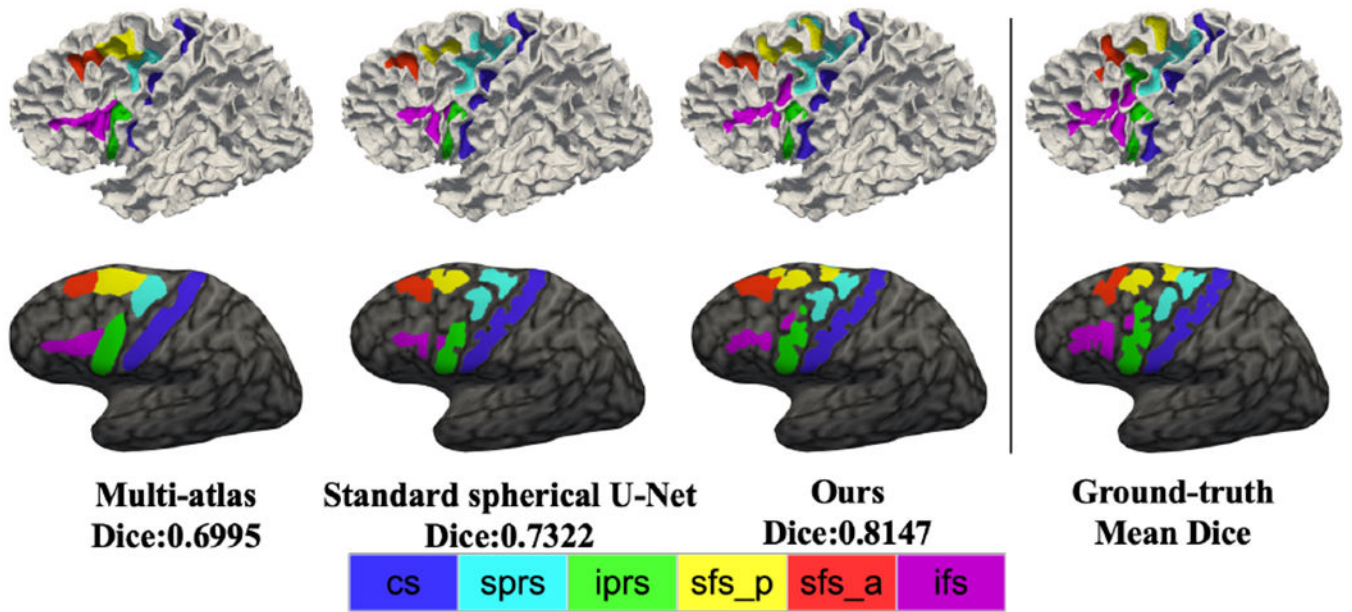 Multi-atlas
Dice:0.6995
Standard spherical U-Net
Dice:0.7322
Ours
Dice:0.8147
Ground-truth
Mean Dice
cs sprs iprs sfs_p sfs_a ifs